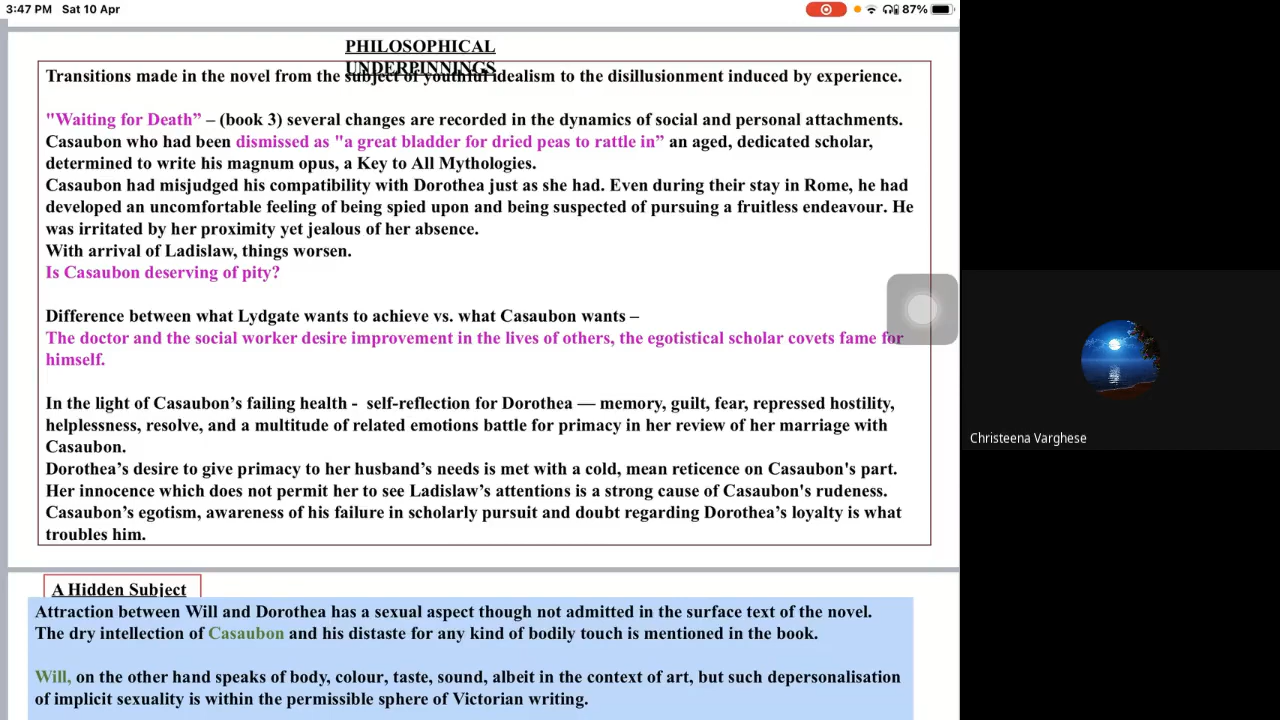 3:47 PM Sat 10 Apr
87%
PHILOSOPHICAL
UNDERPINNINGS
Transitions made in the novel from the subject of youthful idealism to the disillusionment induced by experience.
"Waiting for Death” – (book 3) several changes are recorded in the dynamics of social and personal attachments.
Casaubon who had been dismissed as "a great bladder for dried peas to rattle in” an aged, dedicated scholar,
determined to write his magnum opus, a Key to All Mythologies.
Casaubon had misjudged his compatibility with Dorothea just as she had. Even during their stay in Rome, he had
developed an uncomfortable feeling of being spied upon and being suspected of pursuing a fruitless endeavour. He
was irritated by her proximity yet jealous of her absence.
With arrival of Ladislaw, things worsen.
Is Casaubon deserving of pity?
Difference between what Lydgate wants to achieve vs. what Casaubon wants –
The doctor and the social worker desire improvement in the lives of others, the egotistical scholar covets fame for
himself.
In the light of Casaubon’s failing health - self-reflection for Dorothea — memory, guilt, fear, repressed hostility,
helplessness, resolve, and a multitude of related emotions battle for primacy in her review of her marriage with
Casaubon.
Dorothea’s desire to give primacy to her husband’s needs is met with a cold, mean reticence on Casaubon's part.
Her innocence which does not permit her to see Ladislaw’s attentions is a strong cause of Casaubon's rudeness.
Casaubon’s egotism, awareness of his failure in scholarly pursuit and doubt regarding Dorothea’s loyalty is what
troubles him.
A Hidden Subject
Attraction between Will and Dorothea has a sexual aspect though not admitted in the surface text of the novel.
The dry intellection of Casaubon and his distaste for any kind of bodily touch is mentioned in the book.
Will, on the other hand speaks of body, colour, taste, sound, albeit in the context of art, but such depersonalisation
of implicit sexuality is within the permissible sphere of Victorian writing.
Christeena Varghese